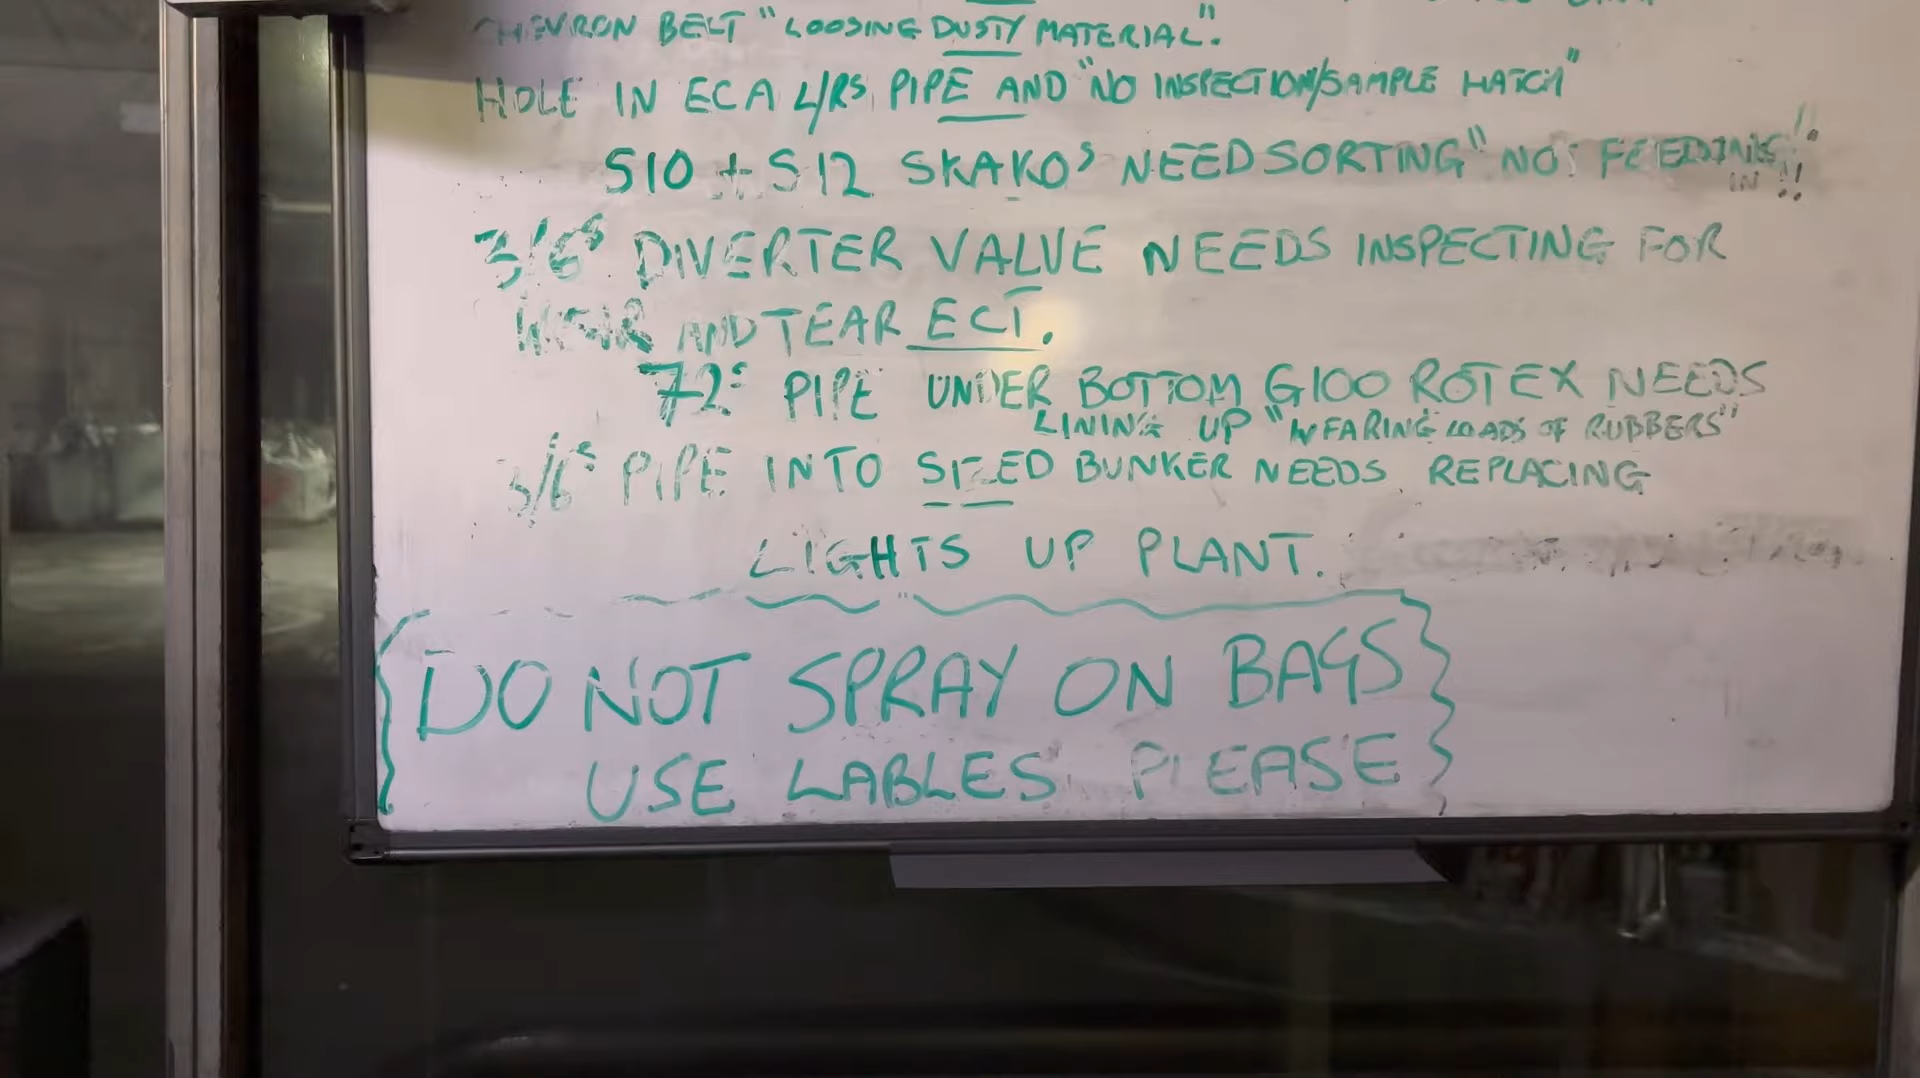 CHEVRON BELT "LOOSING DUSTY MATERIAL".
HOLE IN ECA L/RS PIPE AND "NO INSPECTION/SAMPLE HATCH"
S10 + S12 SKAKO'S NEED SORTING "NOT FEEDING IN"!!
3/6s DIVERTER VALVE NEEDS INSPECTING FOR
WEAR AND TEAR ECT.
72s PIPE UNDER BOTTOM G100 ROTEX NEEDS
LINING UP "WEARING LOADS OF RUBBERS"
3/6s PIPE INTO SIZED BUNKER NEEDS REPLACING
LIGHTS UP PLANT.
DO NOT SPRAY ON BAGS
USE LABLES PLEASE